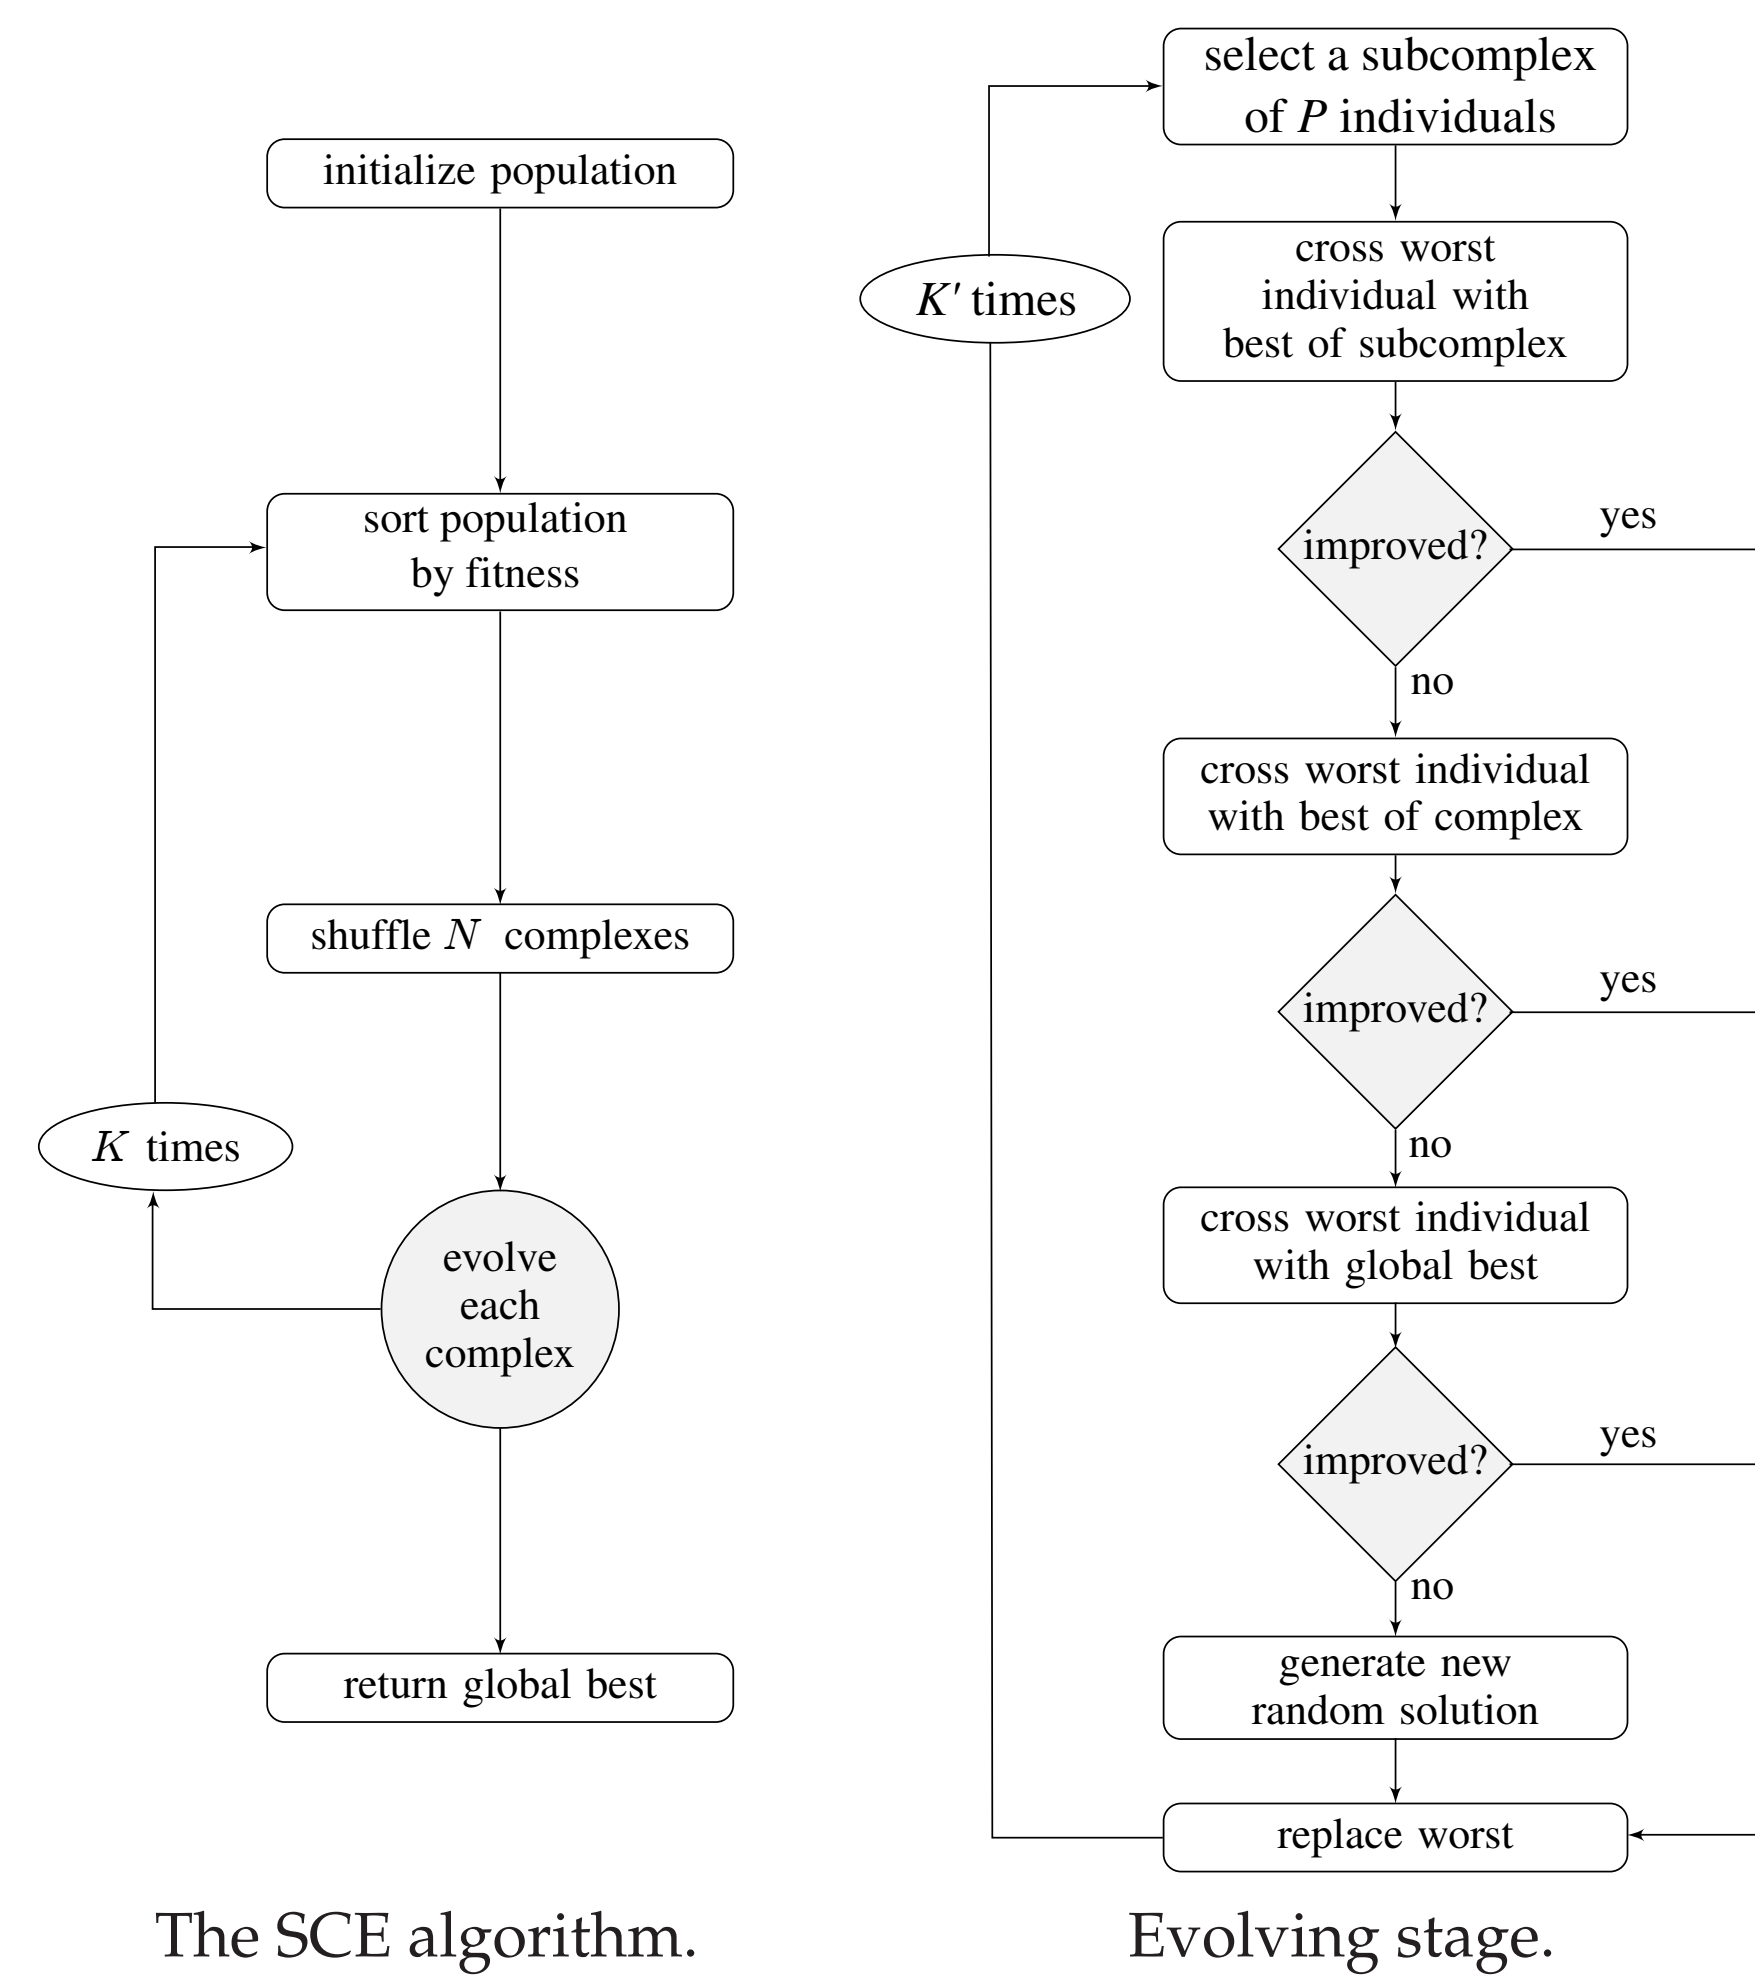 initialize population
sort population
by fitness
shuffle N complexes
K times
evolve
each
complex
return global best
The SCE algorithm.
select a subcomplex
of P individuals
K' times
cross worst
individual with
best of subcomplex
improved?
yes
no
cross worst individual
with best of complex
improved?
yes
no
cross worst individual
with global best
improved?
yes
no
generate new
random solution
replace worst
Evolving stage.